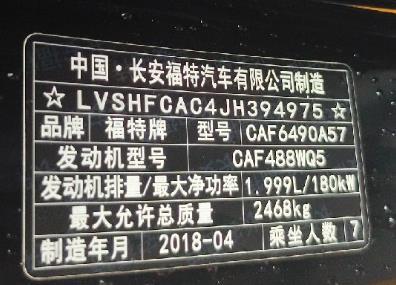 中国·长安福特汽车有限公司制造
☆LVSHFCAC4JH394975☆
品牌 福特牌 型号 CAF6490A57
发动机型号 CAF488WQ5
发动机排量/最大净功率 1.999L/180kW
最大允许总质量 2468kg
制造年月 2018-04 乘坐人数 7